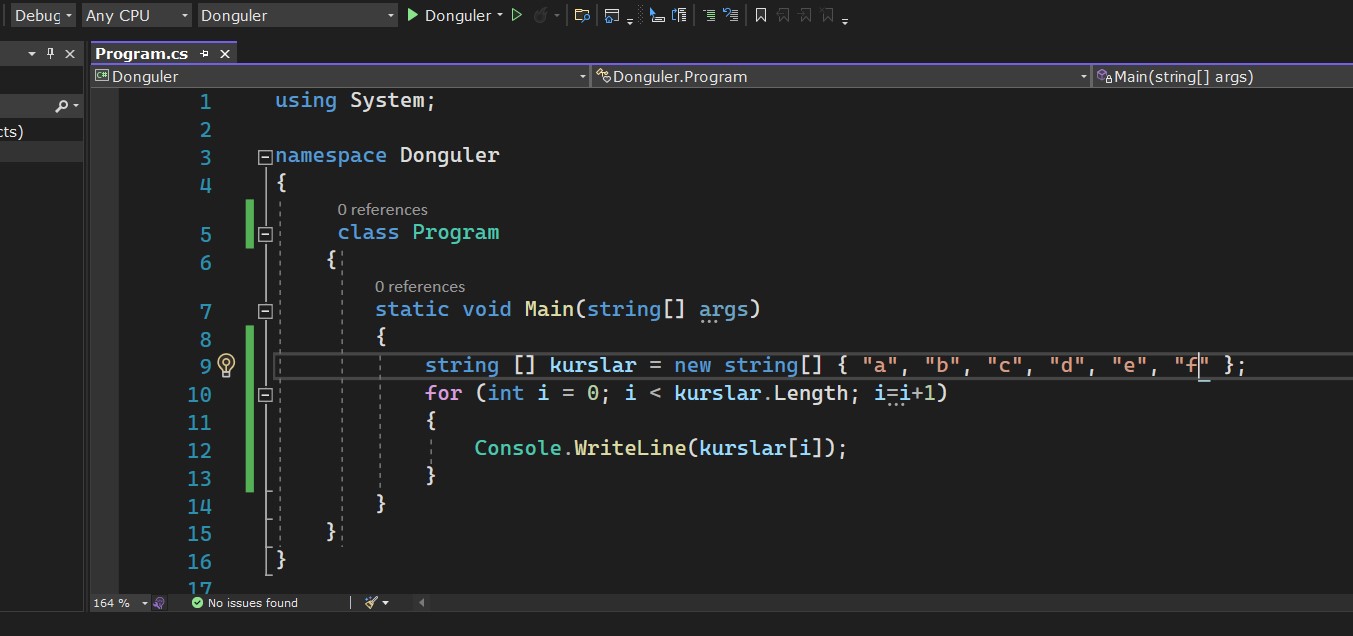 Debug Any CPU Donguler Donguler
Program.cs
Donguler Donguler.Program Main(string[] args)
cts)
1 using System;
2
3 namespace Donguler
4 {
0 references
5 class Program
6 {
0 references
7 static void Main(string[] args)
8 {
9 string [] kurslar = new string[] { "a", "b", "c", "d", "e", "f" };
10 for (int i = 0; i < kurslar.Length; i=i+1)
11 {
12 Console.WriteLine(kurslar[i]);
13 }
14 }
15 }
16 }
17
164 % No issues found